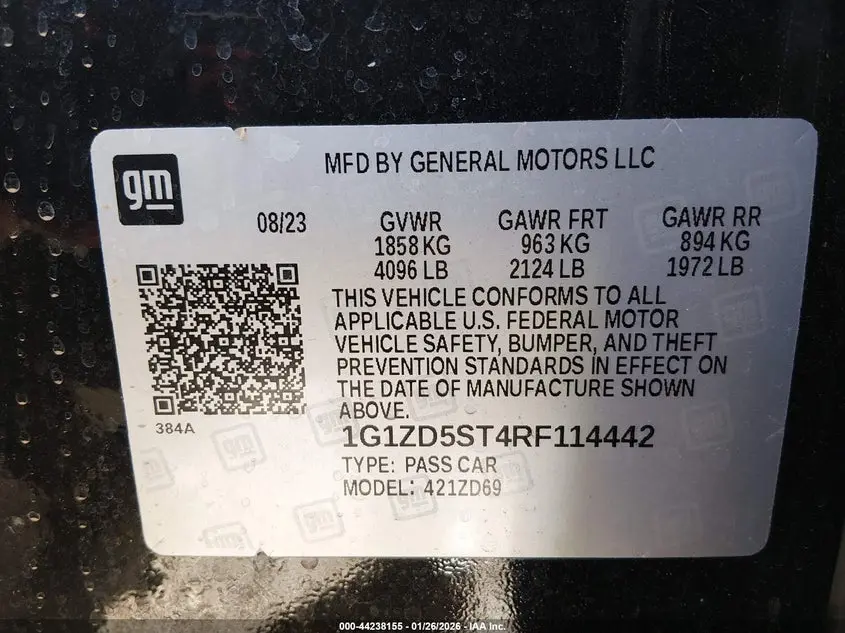 gm
MFD BY GENERAL MOTORS LLC
08/23 GVWR GAWR FRT GAWR RR
1858 KG 963 KG 894 KG
4096 LB 2124 LB 1972 LB
THIS VEHICLE CONFORMS TO ALL
APPLICABLE U.S. FEDERAL MOTOR
VEHICLE SAFETY, BUMPER, AND THEFT
PREVENTION STANDARDS IN EFFECT ON
THE DATE OF MANUFACTURE SHOWN
ABOVE.
384A
1G1ZD5ST4RF114442
TYPE: PASS CAR
MODEL: 421ZD69
000-44238155 - 01/26/2026 - IAA Inc.